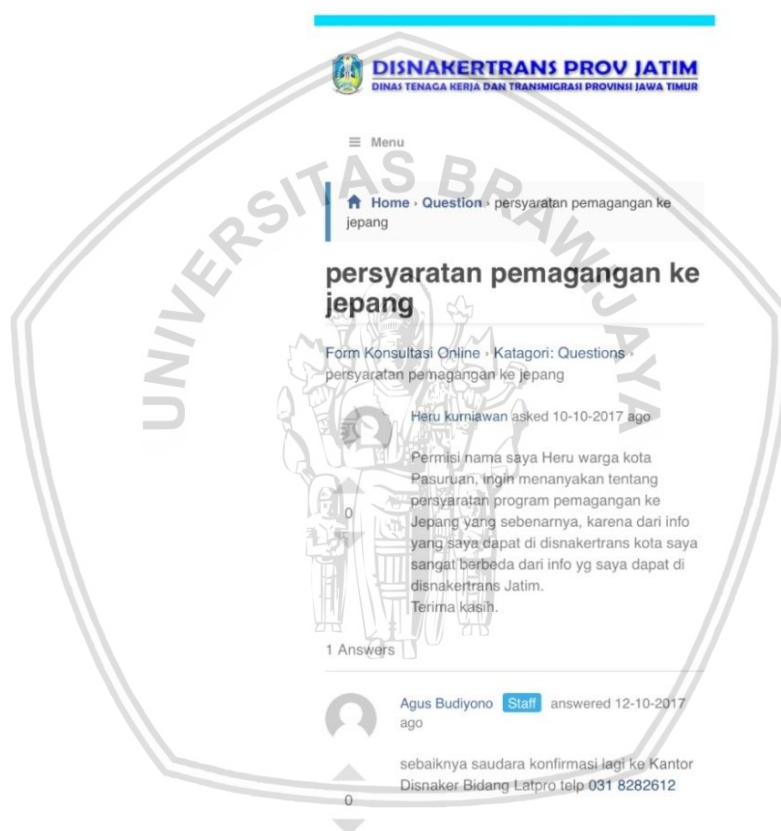 DISNAKERTRANS PROV JATIM
DINAS TENAGA KERJA DAN TRANSMIGRASI PROVINSI JAWA TIMUR
Menu
UNIVERSITAS BRAWIJAYA
Home › Question › persyaratan pemagangan ke
jepang
persyaratan pemagangan ke
jepang
Form Konsultasi Online › Katagori: Questions ›
persyaratan pemagangan ke jepang
Heru kurniawan asked 10-10-2017 ago
Permisi nama saya Heru warga kota
Pasuruan, ingin menanyakan tentang
persyaratan program pemagangan ke
0
Jepang yang sebenarnya, karena dari info
yang saya dapat di disnakertrans kota saya
sangat berbeda dari info yg saya dapat di
disnakertrans Jatim.
Terima kasih.
1 Answers
Agus Budiyono Staff answered 12-10-2017
ago
sebaiknya saudara konfirmasi lagi ke Kantor
Disnaker Bidang Latpro telp 031 8282612
0